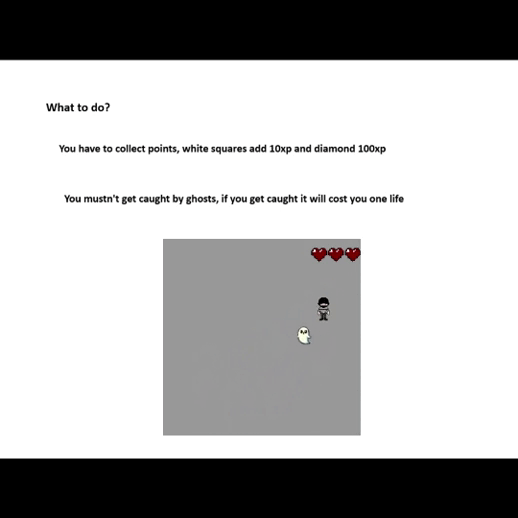 What to do?
You have to collect points, white squares add 10xp and diamond 100xp
You mustn't get caught by ghosts, if you get caught it will cost you one life